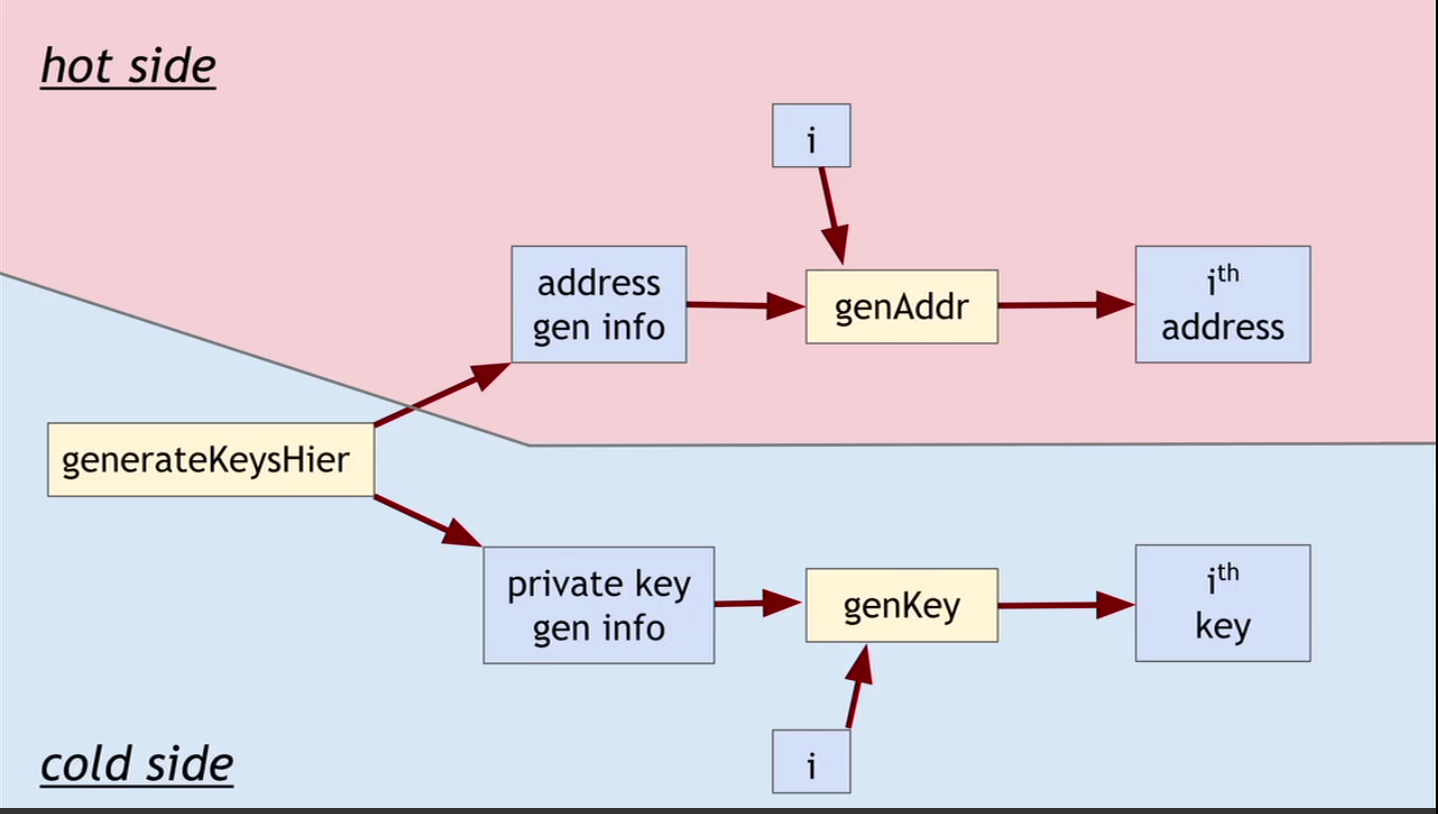 hot side
i
address
gen info
genAddr
iᵗʰ
address
generateKeysHier
private key
gen info
genKey
iᵗʰ
key
i
cold side